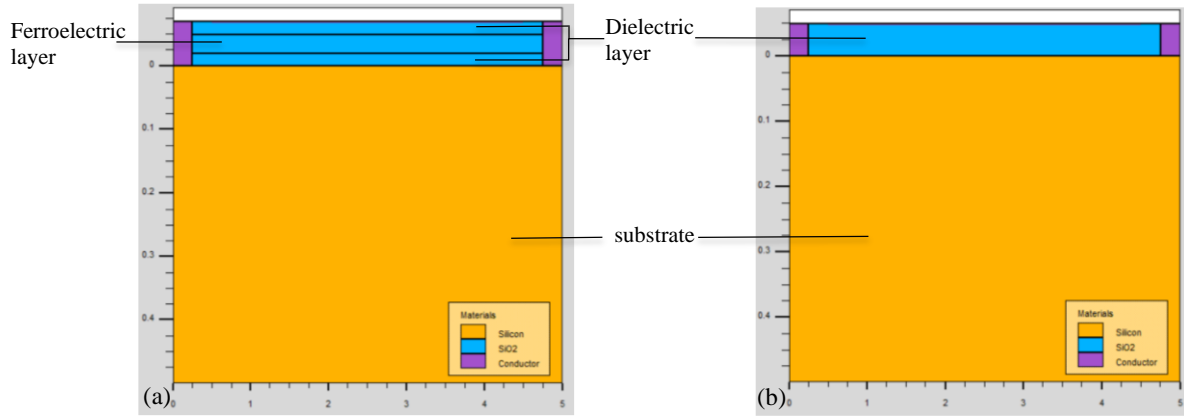 Ferroelectric
layer
Dielectric
layer
substrate
0
0.1
0.2
0.3
0.4
Materials
Silicon
SiO2
Conductor
(a)
0
1
2
3
4
5
0
0.1
0.2
0.3
0.4
Materials
Silicon
SiO2
Conductor
(b)
0
1
2
3
4
5